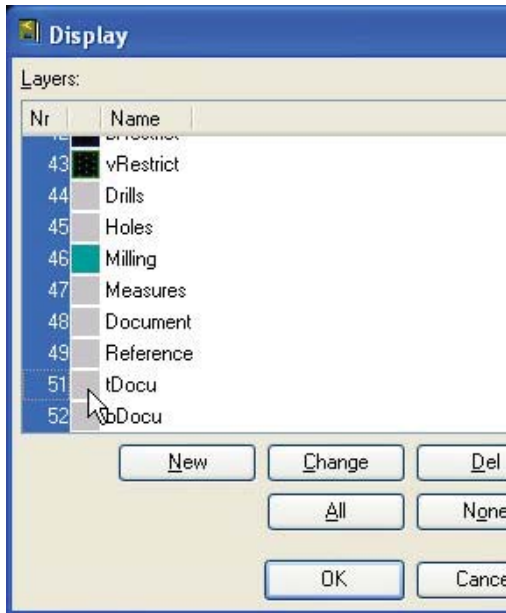 Display
Layers:
Nr Name
43 vRestrict
44 Drills
45 Holes
46 Milling
47 Measures
48 Document
49 Reference
51 tDocu
52 bDocu
New Change Del
All None
OK Cance